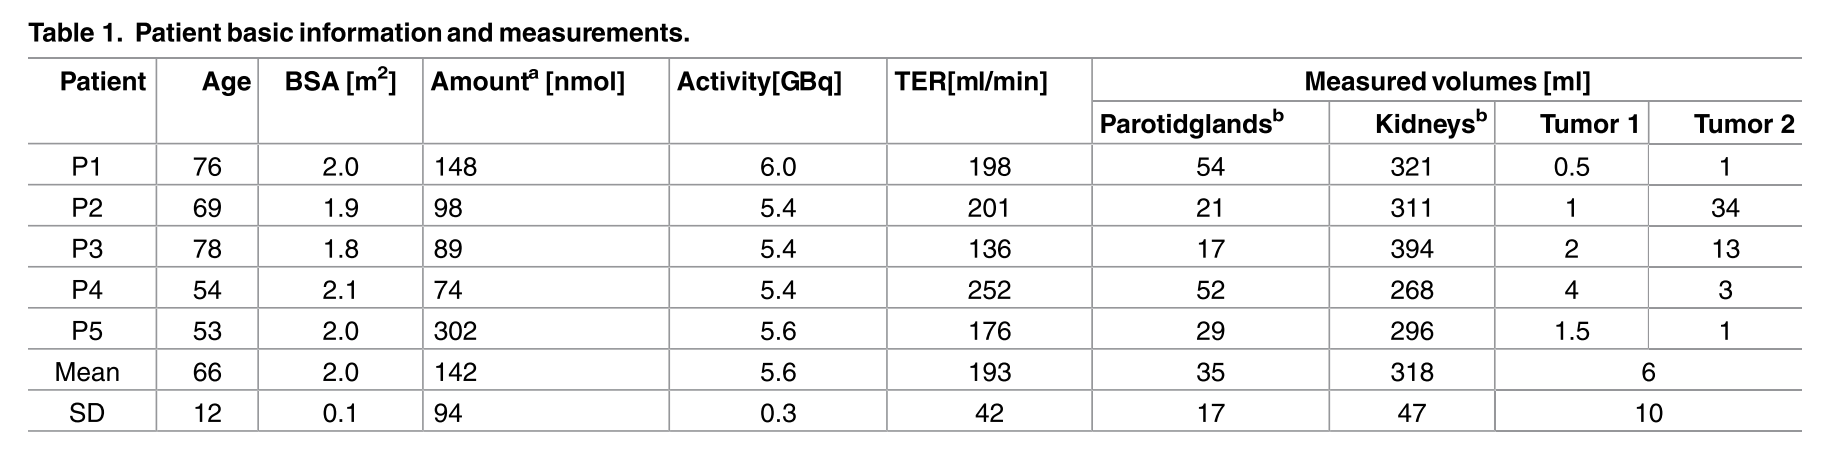 Table 1. Patient basic information and measurements.
Patient Age BSA [m²] Amountᵃ [nmol] Activity[GBq] TER[ml/min] Measured volumes [ml]
Parotidglandsᵇ Kidneysᵇ Tumor 1 Tumor 2
P1 76 2.0 148 6.0 198 54 321 0.5 1
P2 69 1.9 98 5.4 201 21 311 1 34
P3 78 1.8 89 5.4 136 17 394 2 13
P4 54 2.1 74 5.4 252 52 268 4 3
P5 53 2.0 302 5.6 176 29 296 1.5 1
Mean 66 2.0 142 5.6 193 35 318 6
SD 12 0.1 94 0.3 42 17 47 10